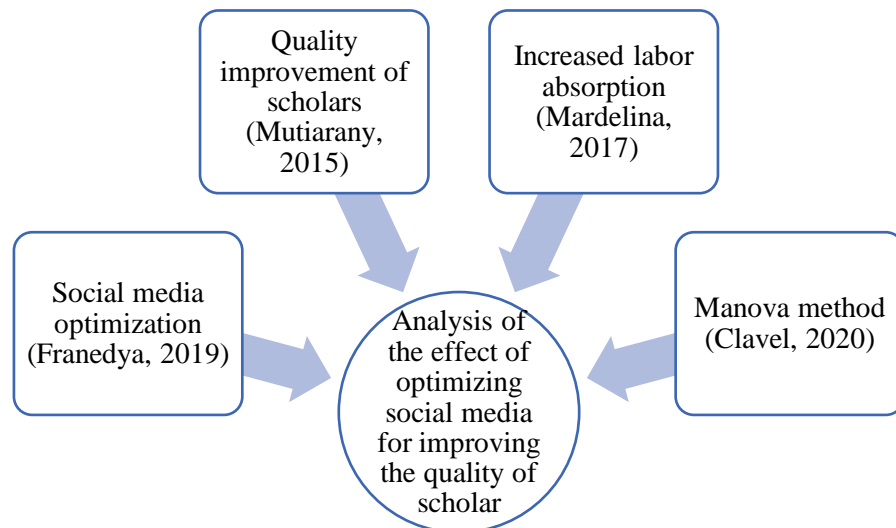 Quality
improvement of
scholars
(Mutiarany,
2015)
Increased labor
absorption
(Mardelina,
2017)
Social media
optimization
(Franedya, 2019)
Analysis of
the effect of
optimizing
social media
for improving
the quality of
scholar
Manova method
(Clavel, 2020)